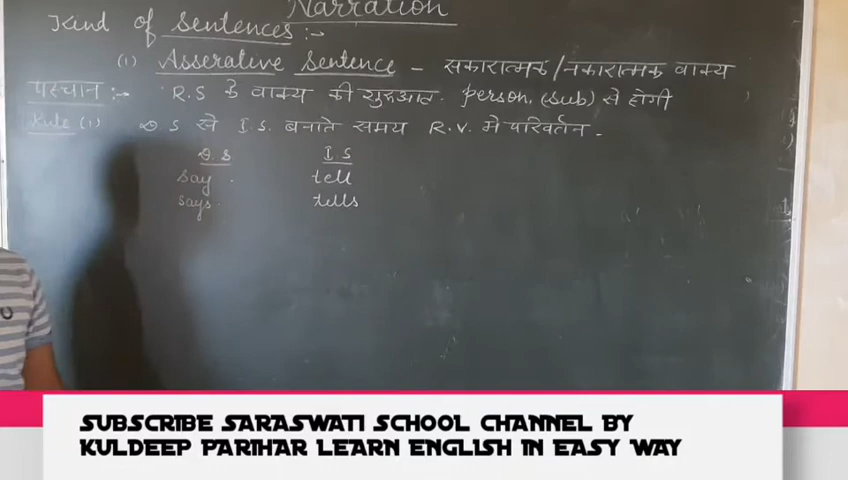 Narration
Kind of Sentences :-
(1) Asserative Sentence - सकारात्मक/नकारात्मक वाक्य
पहचान :- R.S के वाक्य की शुरुआत person (sub) से होगी
Rule (1) D.S से I.S. बनाते समय R.V. मे परिवर्तन -
D.S I.S
say tell
says tells
SUBSCRIBE SARASWATI SCHOOL CHANNEL BY
KULDEEP PARIHAR LEARN ENGLISH IN EASY WAY